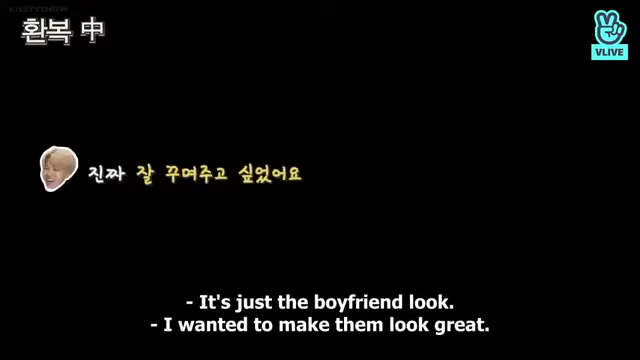 환복 中
VLIVE
진짜 잘 꾸며주고 싶었어요
- It's just the boyfriend look.
- I wanted to make them look great.